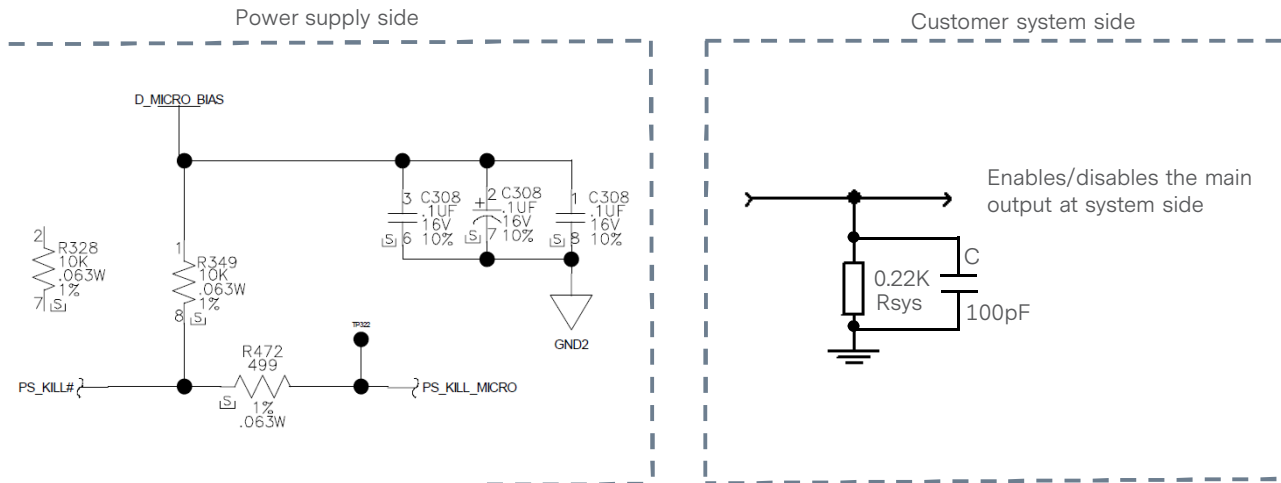 Power supply side
Customer system side
D_MICRO_BIAS
3 C308
.1UF
16V
S 6 10%
+ 2 C308
.1UF
16V
S 7 10%
1 C308
.1UF
16V
S 8 10%
2
R328
10K
.063W
1%
7 S
1
R349
10K
.063W
1%
8 S
GND2
TP322
R472
499
S 1%
.063W
PS_KILL#
PS_KILL_MICRO
Enables/disables the main
output at system side
C
0.22K
Rsys
100pF